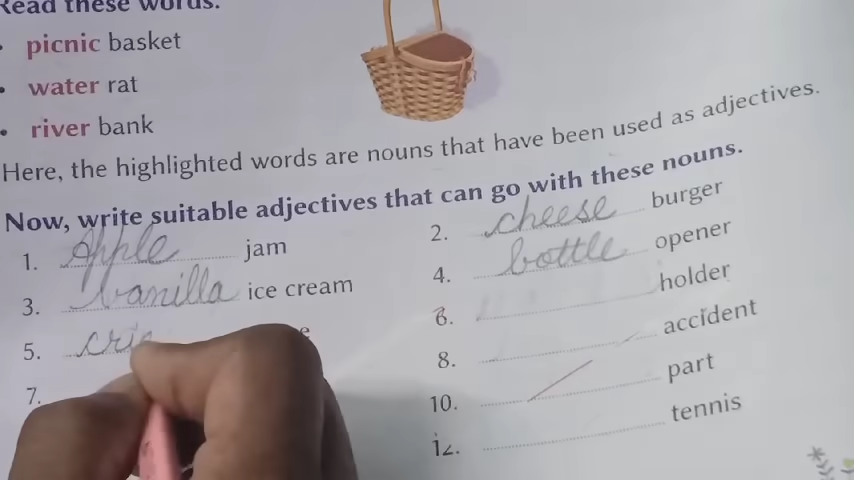 Read these words.
• picnic basket
• water rat
• river bank
Here, the highlighted words are nouns that have been used as adjectives.
Now, write suitable adjectives that can go with these nouns.
1. Apple jam
2. cheese burger
3. vanilla ice cream
4. bottle opener
5. cri
6. holder
7.
8. accident
10. part
12. tennis